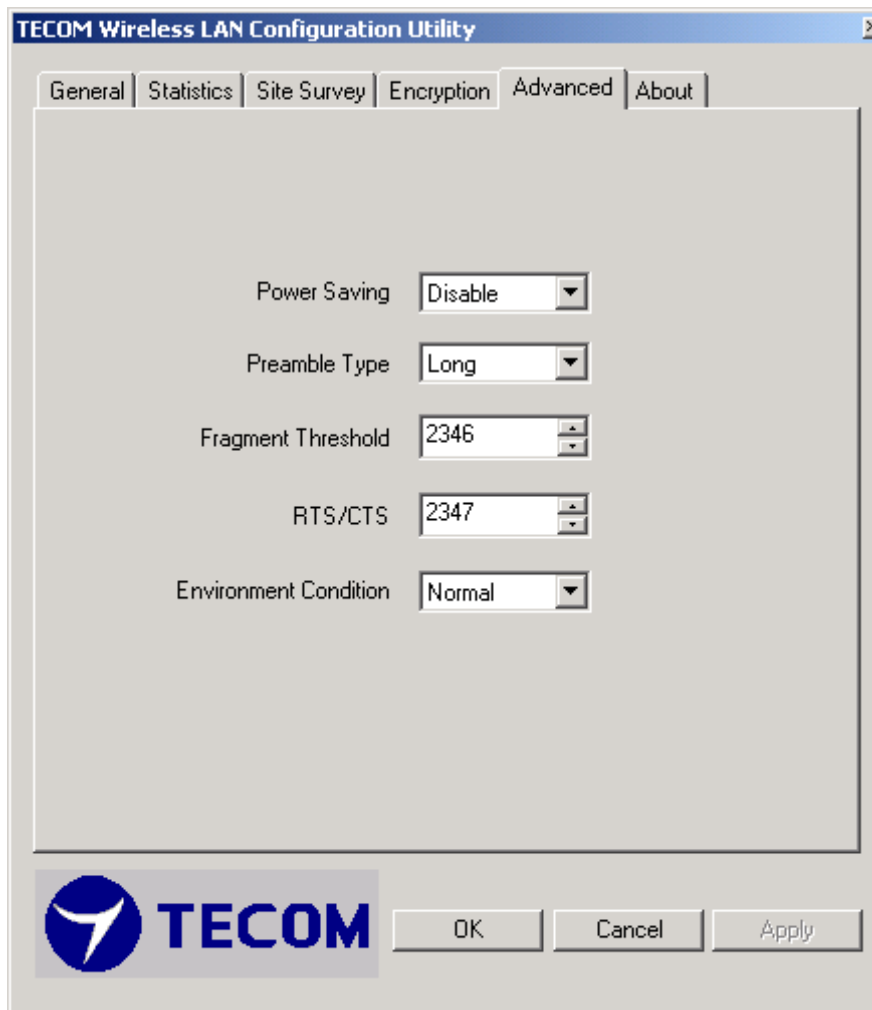 TECOM Wireless LAN Configuration Utility
General Statistics Site Survey Encryption Advanced About
Power Saving Disable
Preamble Type Long
Fragment Threshold 2346
RTS/CTS 2347
Environment Condition Normal
TECOM OK Cancel Apply